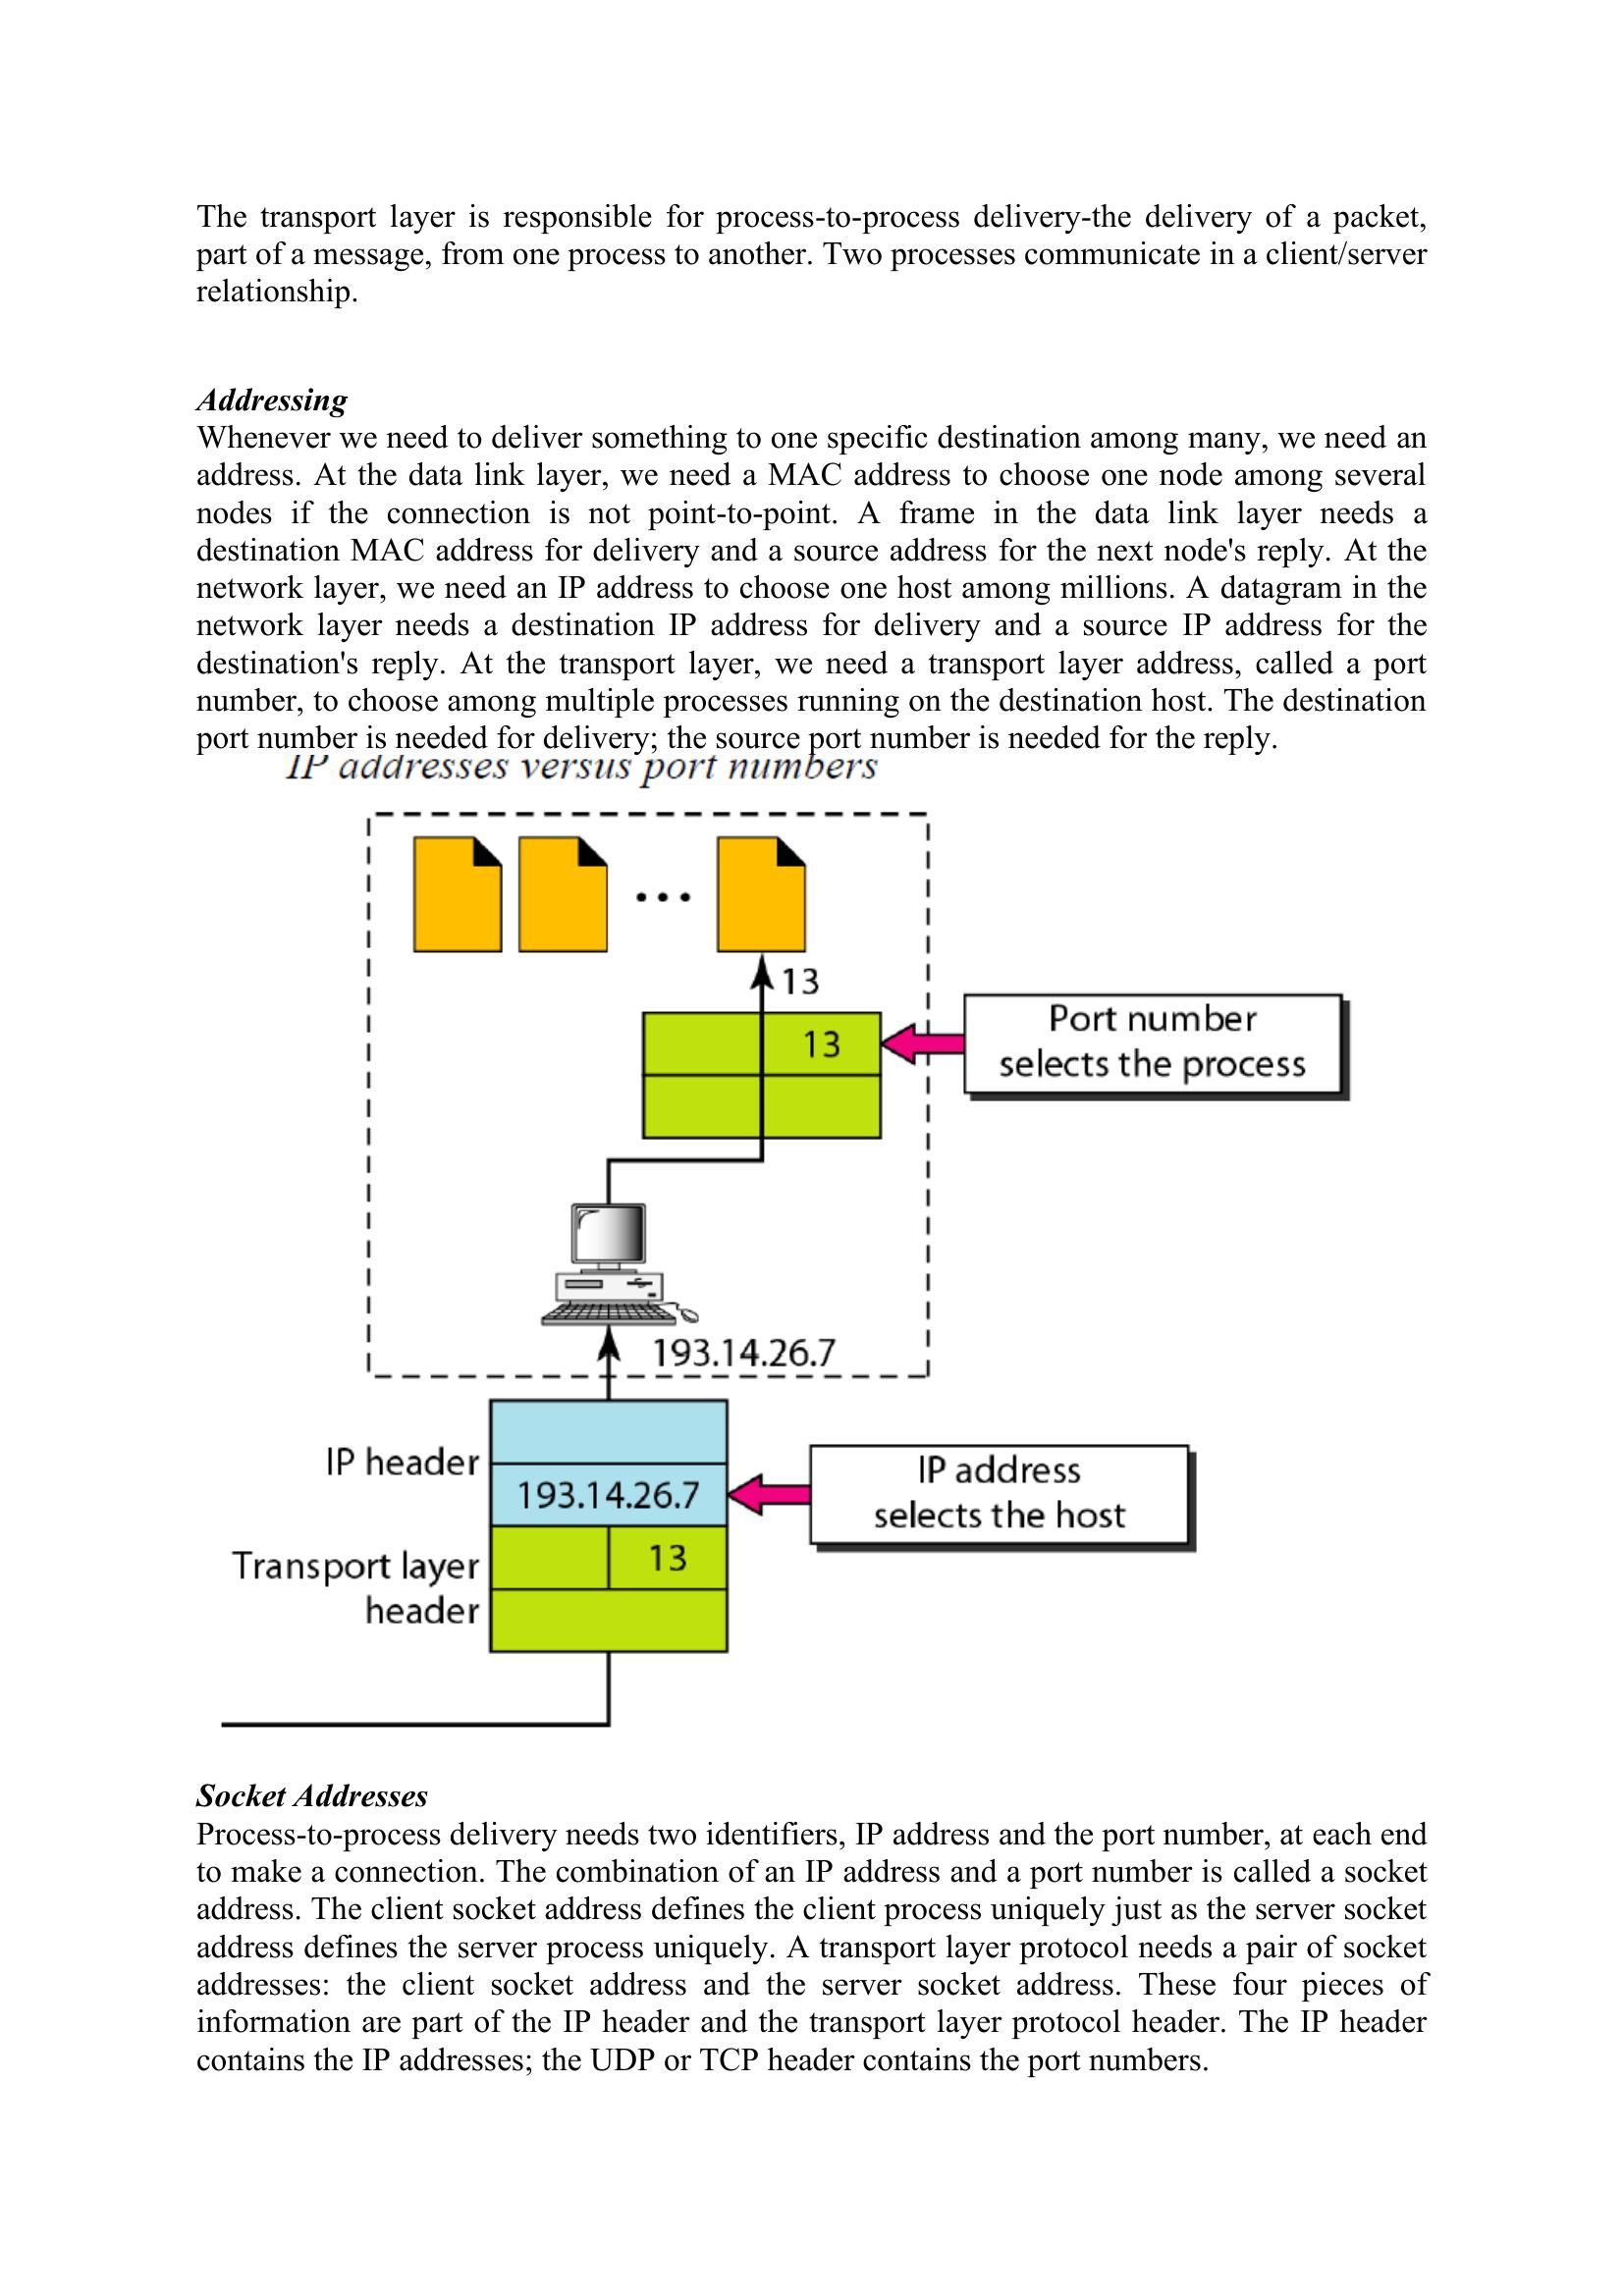 The transport layer is responsible for process-to-process delivery-the delivery of a packet,
part of a message, from one process to another. Two processes communicate in a client/server
relationship.
Addressing
Whenever we need to deliver something to one specific destination among many, we need an
address. At the data link layer, we need a MAC address to choose one node among several
nodes if the connection is not point-to-point. A frame in the data link layer needs a
destination MAC address for delivery and a source address for the next node's reply. At the
network layer, we need an IP address to choose one host among millions. A datagram in the
network layer needs a destination IP address for delivery and a source IP address for the
destination's reply. At the transport layer, we need a transport layer address, called a port
number, to choose among multiple processes running on the destination host. The destination
port number is needed for delivery; the source port number is needed for the reply.
IP addresses versus port numbers
13
13
Port number
selects the process
193.14.26.7
IP header
193.14.26.7
IP address
selects the host
Transport layer
header
13
Socket Addresses
Process-to-process delivery needs two identifiers, IP address and the port number, at each end
to make a connection. The combination of an IP address and a port number is called a socket
address. The client socket address defines the client process uniquely just as the server socket
address defines the server process uniquely. A transport layer protocol needs a pair of socket
addresses: the client socket address and the server socket address. These four pieces of
information are part of the IP header and the transport layer protocol header. The IP header
contains the IP addresses; the UDP or TCP header contains the port numbers.